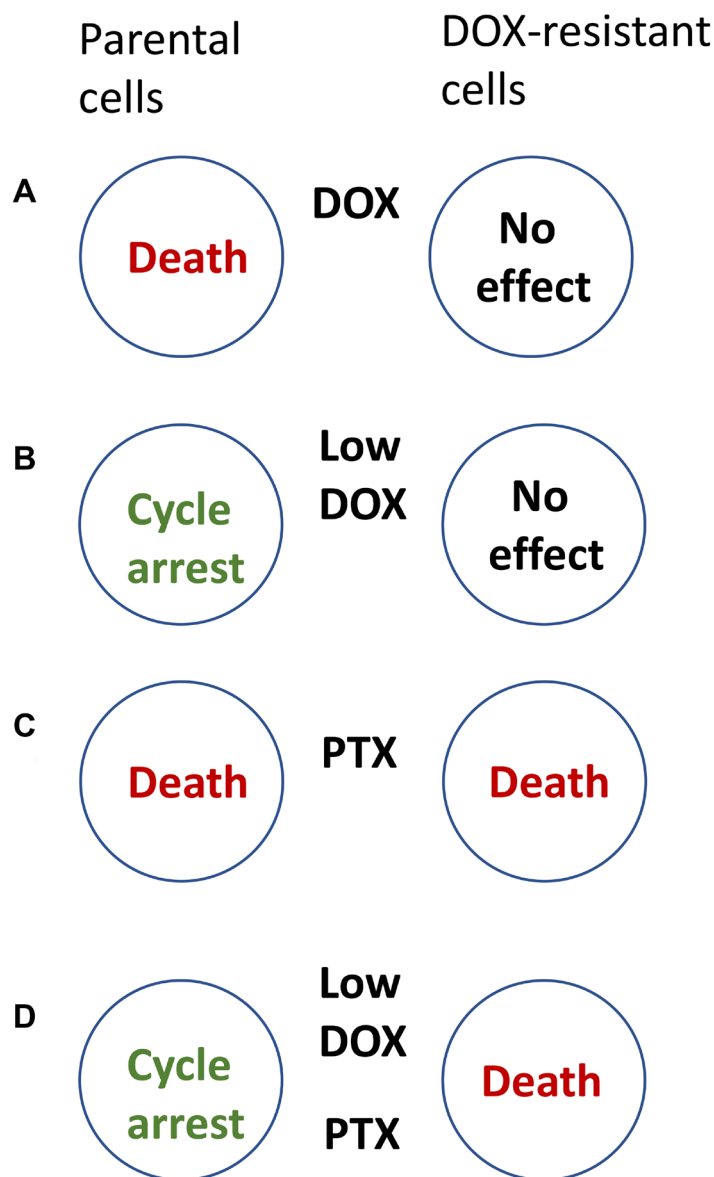 Parental
cells
DOX-resistant
cells
A
Death
DOX
No
effect
B
Cycle
arrest
Low
DOX
No
effect
C
Death
PTX
Death
D
Cycle
arrest
Low
DOX
PTX
Death